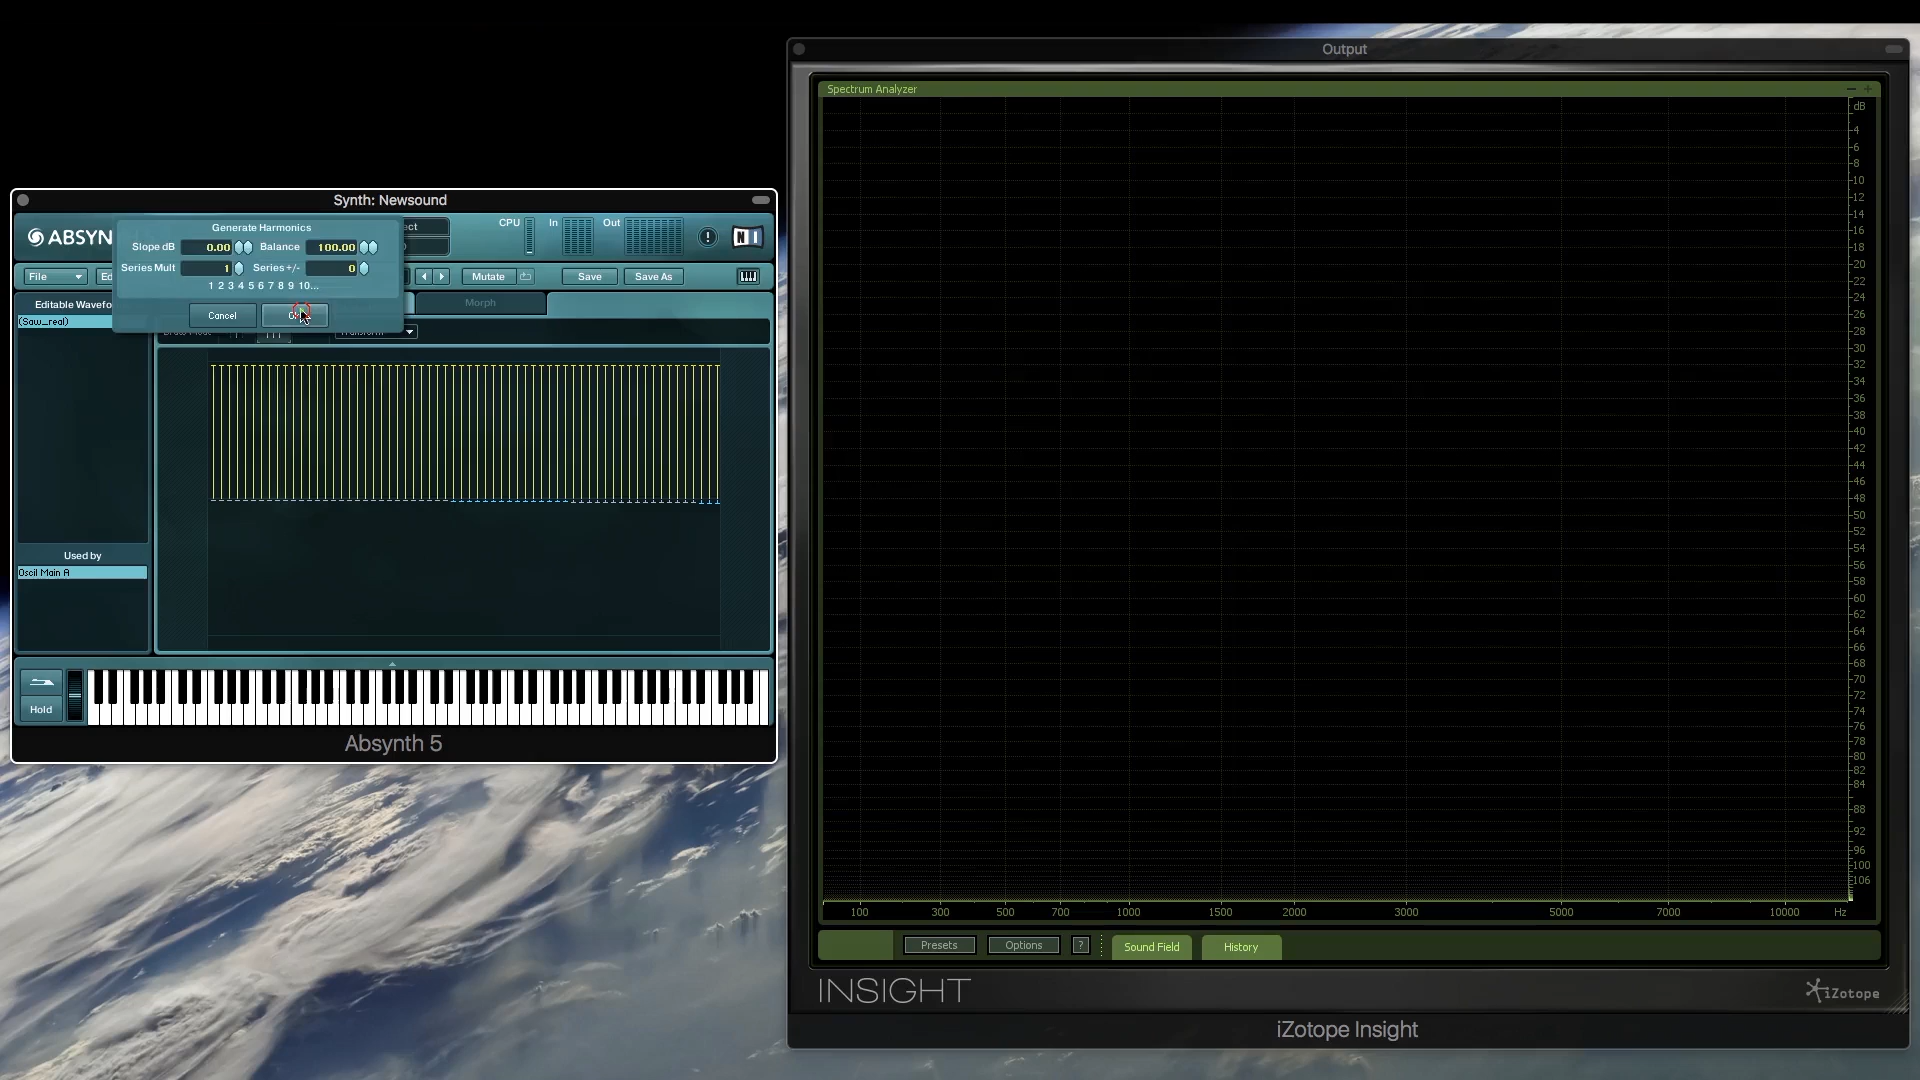 Output
Spectrum Analyzer
dB
4
6
8
10
12
14
16
18
20
22
24
26
28
30
32
34
36
38
40
42
44
46
48
50
52
54
56
58
60
62
64
66
68
70
72
74
76
78
80
82
84
88
92
96
100
106
100 300 500 700 1000 1500 2000 3000 5000 7000 10000 Hz
Presets Options ? Sound Field History
INSIGHT
iZotope
iZotope Insight
Synth: Newsound
ABSYN
Generate Harmonics
Slope dB 0.00 Balance 100.00
Series Mult 1 Series +/- 0
1 2 3 4 5 6 7 8 9 10...
Cancel
CPU In Out
! NI
File Mutate Save Save As
Editable Wavefo
Morph
(Saw_real)
Transform
Used by
Oscil Main A
Hold
Absynth 5